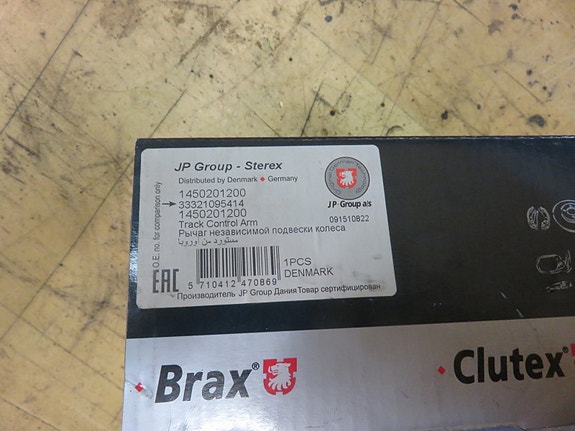 JP Group - Sterex
Distributed by Denmark ◆ Germany
O.E. no. for comparison only
1450201200
33321095414
1450201200
Track Control Arm
Рычаг независимой подвески колеса
مستورد من أوروبا
JP Group a/s
091510822
EAC
1PCS
DENMARK
5 710412 470869
Производитель JP Group Дания Товар сертифицирован
Brax®
Clutex®